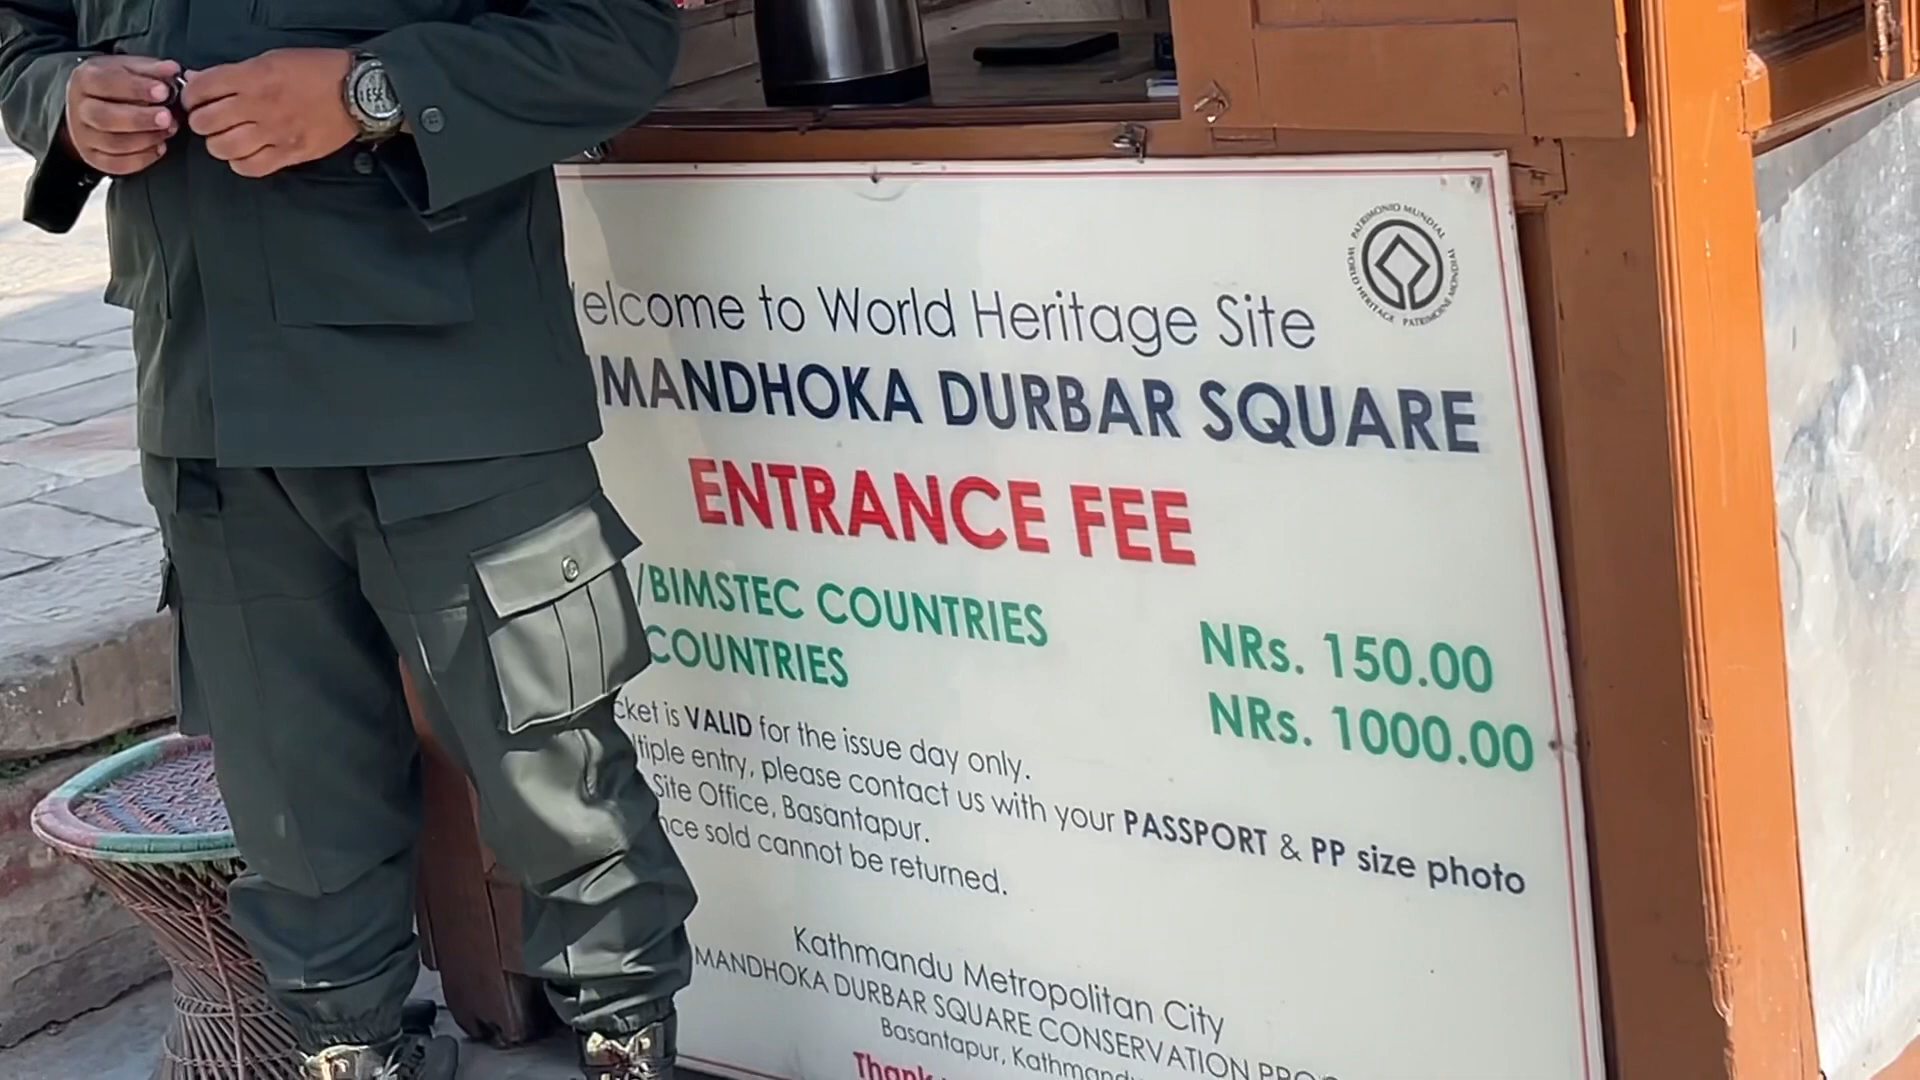 PATRIMONIO MUNDIAL
WORLD HERITAGE PATRIMOINE MONDIAL
elcome to World Heritage Site
MANDHOKA DURBAR SQUARE
ENTRANCE FEE
/BIMSTEC COUNTRIES NRs. 150.00
COUNTRIES NRs. 1000.00
cket is VALID for the issue day only.
ltiple entry, please contact us with your PASSPORT & PP size photo
Site Office, Basantapur.
nce sold cannot be returned.
Kathmandu Metropolitan City
MANDHOKA DURBAR SQUARE CONSERVATION
Basantapur, Kathmand
Thank